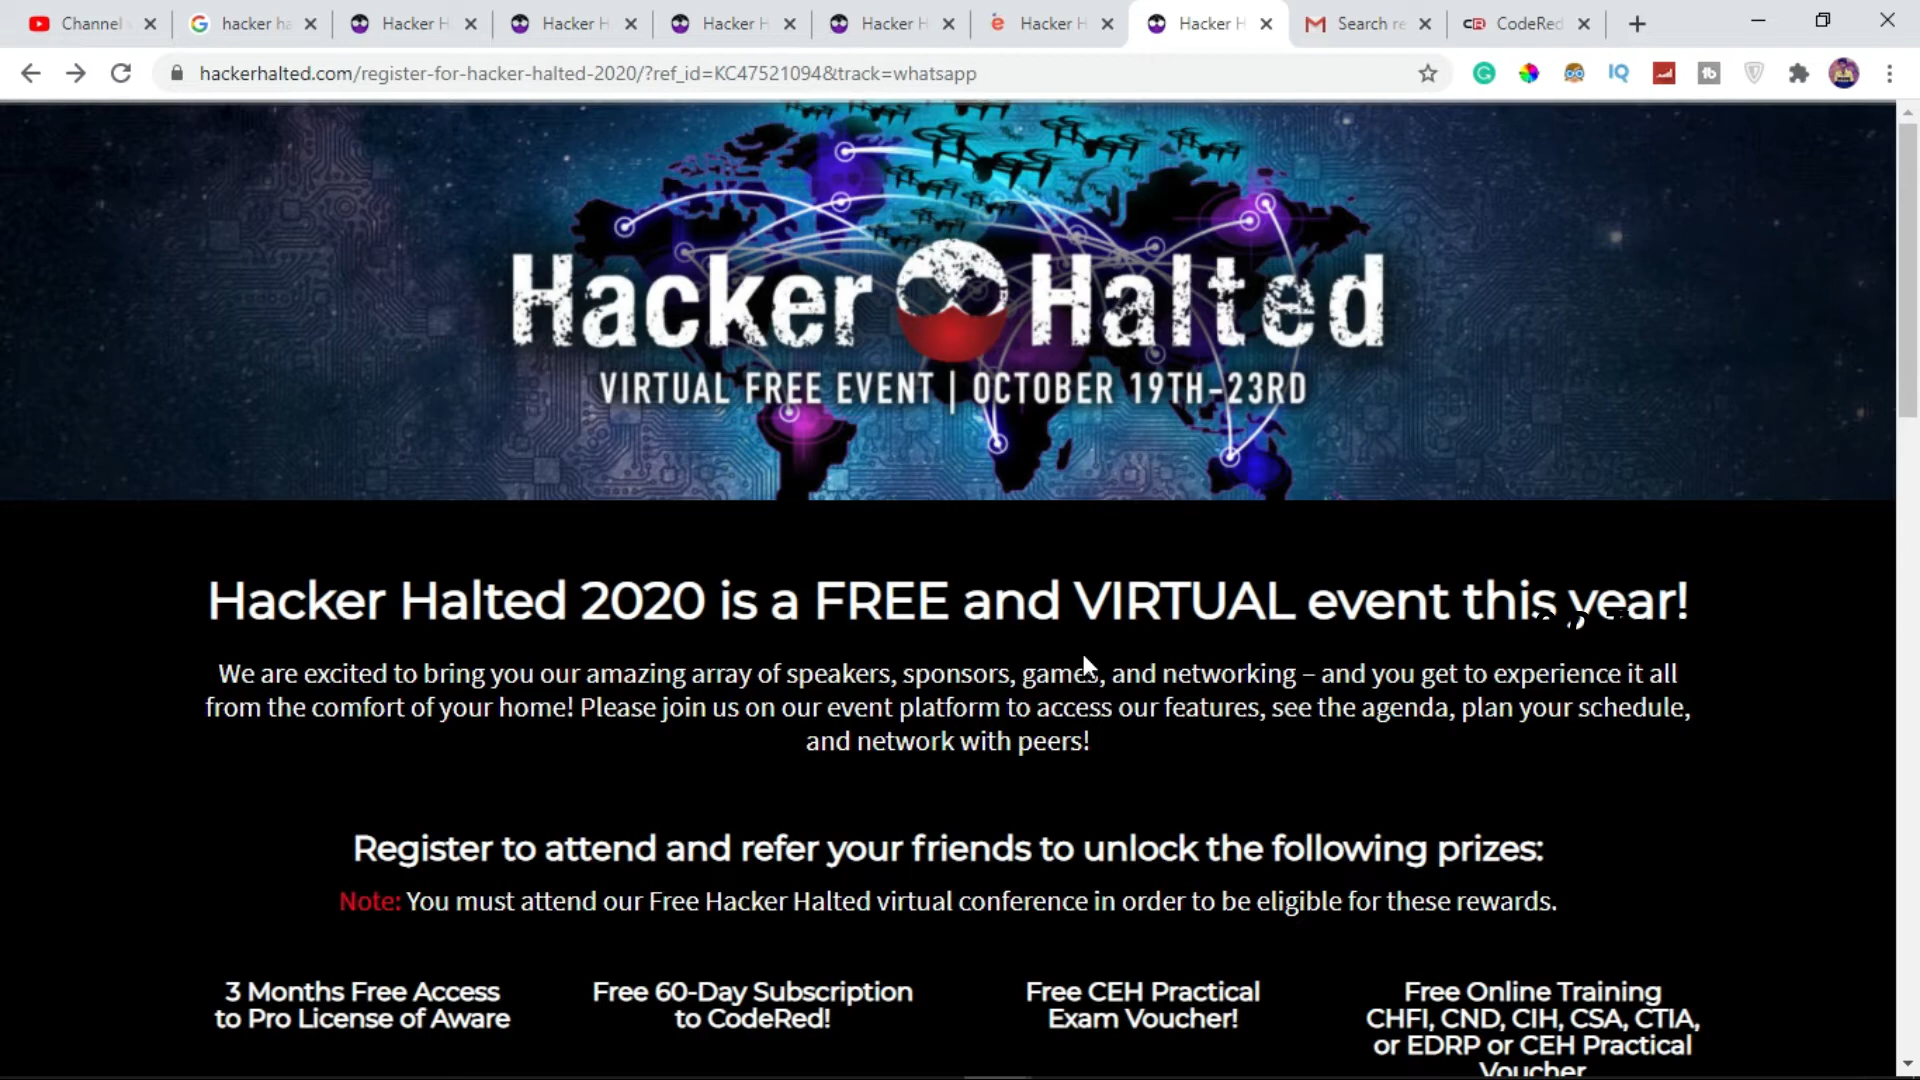 Channel
hacker ha
Hacker H
Hacker H
Hacker H
Hacker H
Hacker H
Hacker H
Search re
CodeRed
hackerhalted.com/register-for-hacker-halted-2020/?ref_id=KC47521094&track=whatsapp
Hacker Halted
VIRTUAL FREE EVENT | OCTOBER 19TH-23RD
Hacker Halted 2020 is a FREE and VIRTUAL event this year!
We are excited to bring you our amazing array of speakers, sponsors, games, and networking – and you get to experience it all
from the comfort of your home! Please join us on our event platform to access our features, see the agenda, plan your schedule,
and network with peers!
Register to attend and refer your friends to unlock the following prizes:
Note: You must attend our Free Hacker Halted virtual conference in order to be eligible for these rewards.
3 Months Free Access
to Pro License of Aware
Free 60-Day Subscription
to CodeRed!
Free CEH Practical
Exam Voucher!
Free Online Training
CHFI, CND, CIH, CSA, CTIA,
or EDRP or CEH Practical
Voucher